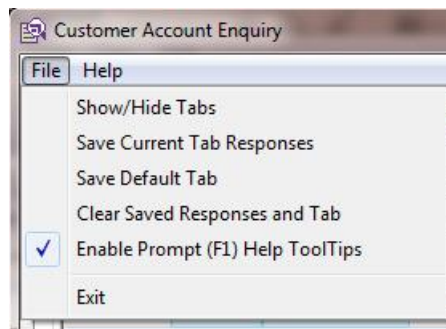 Customer Account Enquiry
File Help
Show/Hide Tabs
Save Current Tab Responses
Save Default Tab
Clear Saved Responses and Tab
Enable Prompt (F1) Help ToolTips
Exit